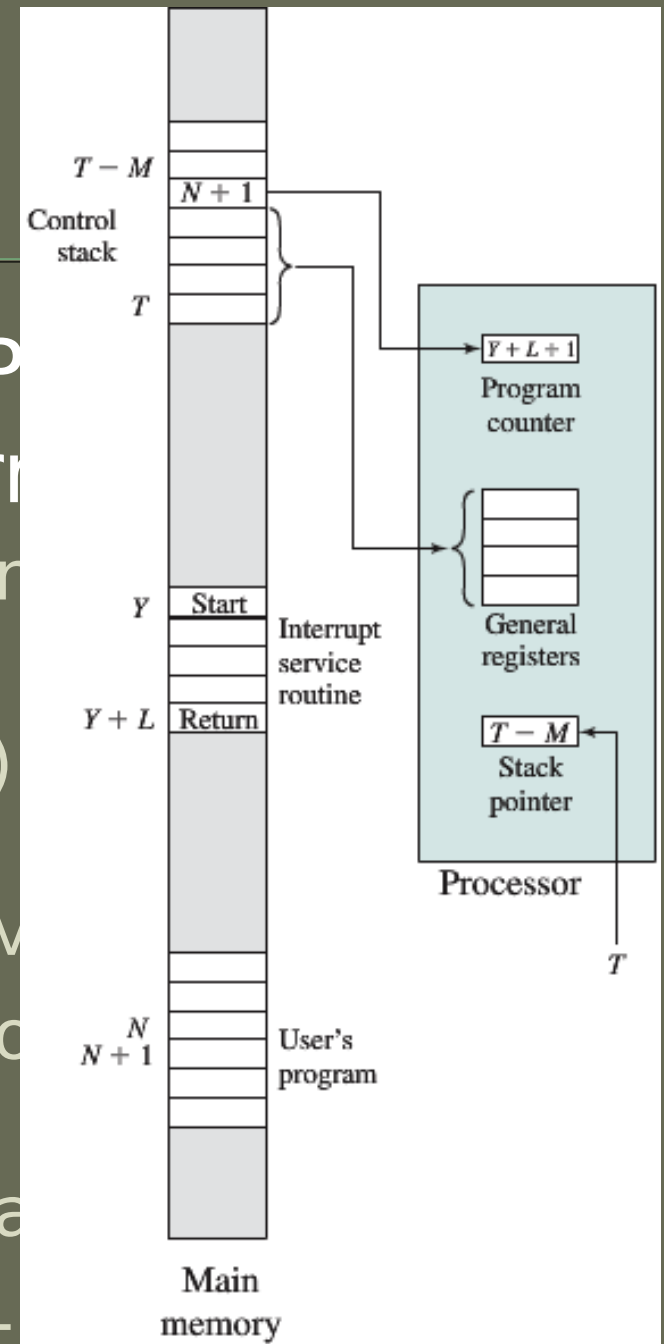 T − M
N + 1
Control
stack
T
Y + L + 1
Program
counter
Y
Start
Interrupt
service
routine
Y + L
Return
General
registers
T − M
Stack
pointer
Processor
T
N
N + 1
User's
program
Main
memory